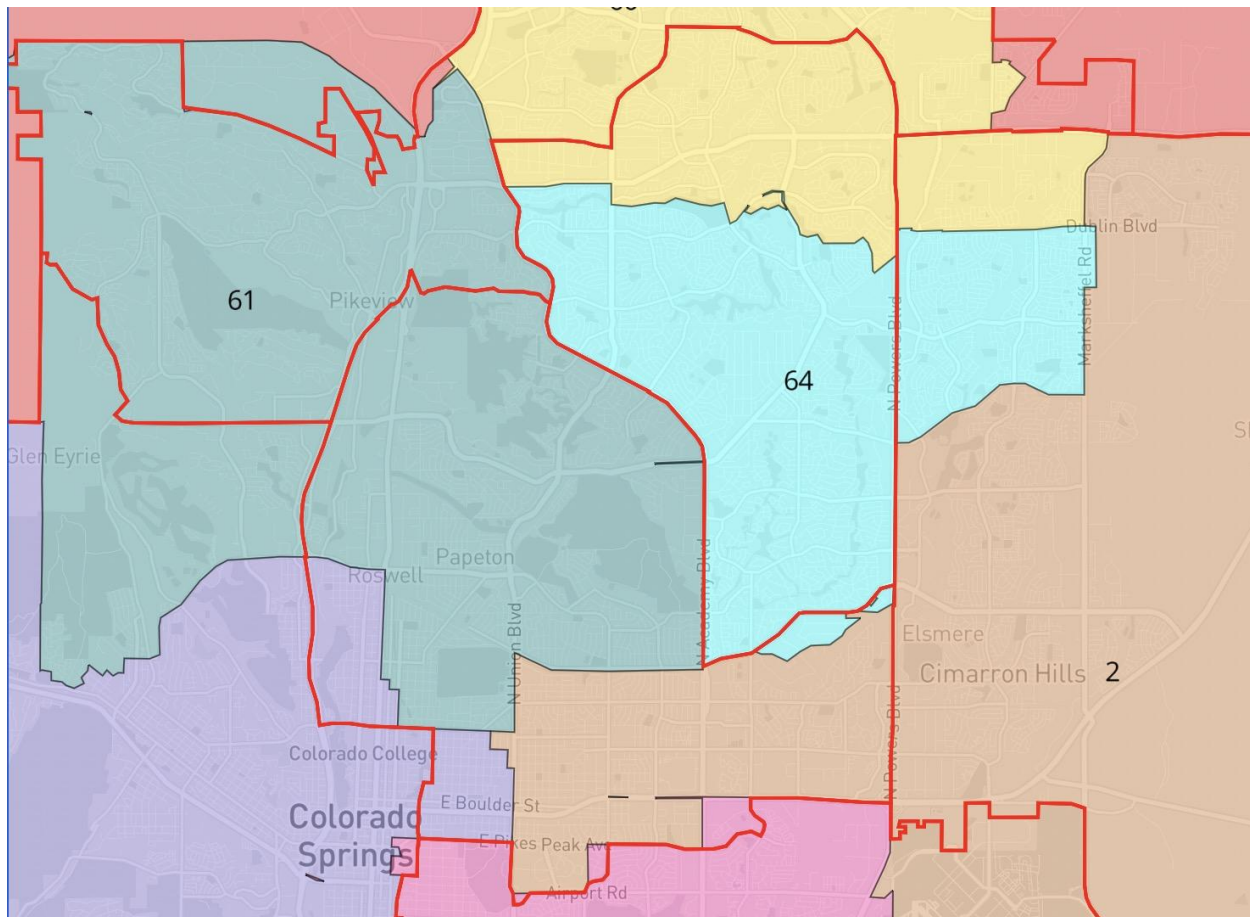 Dublin Blvd
Marksheffel Rd
61
Pikeview
N Powers Blvd
64
Glen Eyrie
Papeton
Roswell
N Academy Blvd
N Union Blvd
Elsmere
Cimarron Hills
2
N Powers Blvd
Colorado College
E Boulder St
Colorado
Springs
E Pikes Peak Ave
Airport Rd